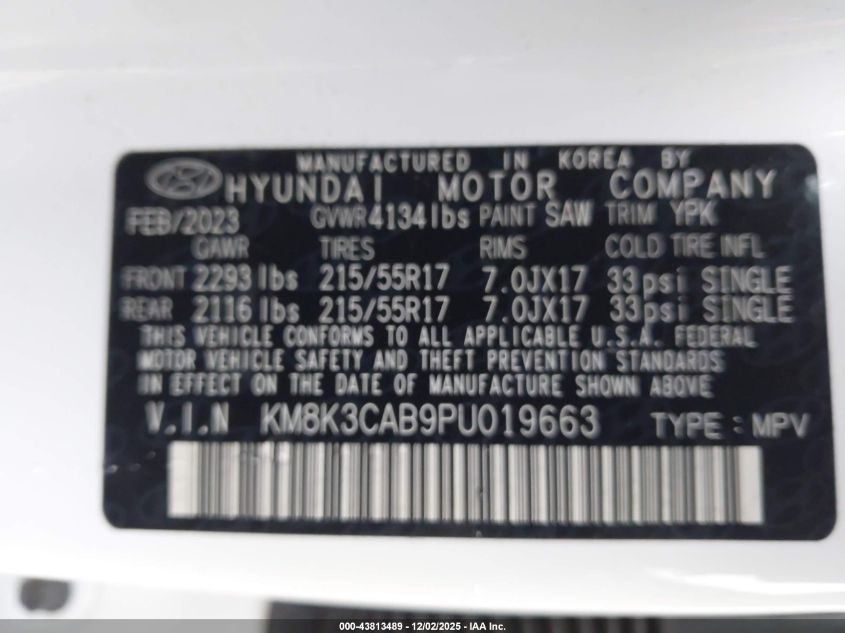 MANUFACTURED IN KOREA BY
HYUNDAI MOTOR COMPANY
FEB/2023 GVWR 4134 lbs PAINT SAW TRIM YPK
GAWR TIRES RIMS COLD TIRE INFL
FRONT 2293 lbs 215/55R17 7.0JX17 33psi SINGLE
REAR 2116 lbs 215/55R17 7.0JX17 33psi SINGLE
THIS VEHICLE CONFORMS TO ALL APPLICABLE U.S.A. FEDERAL
MOTOR VEHICLE SAFETY AND THEFT PREVENTION STANDARDS
IN EFFECT ON THE DATE OF MANUFACTURE SHOWN ABOVE
V.I.N KM8K3CAB9PU019663 TYPE : MPV
000-43813489 - 12/02/2025 - IAA Inc.